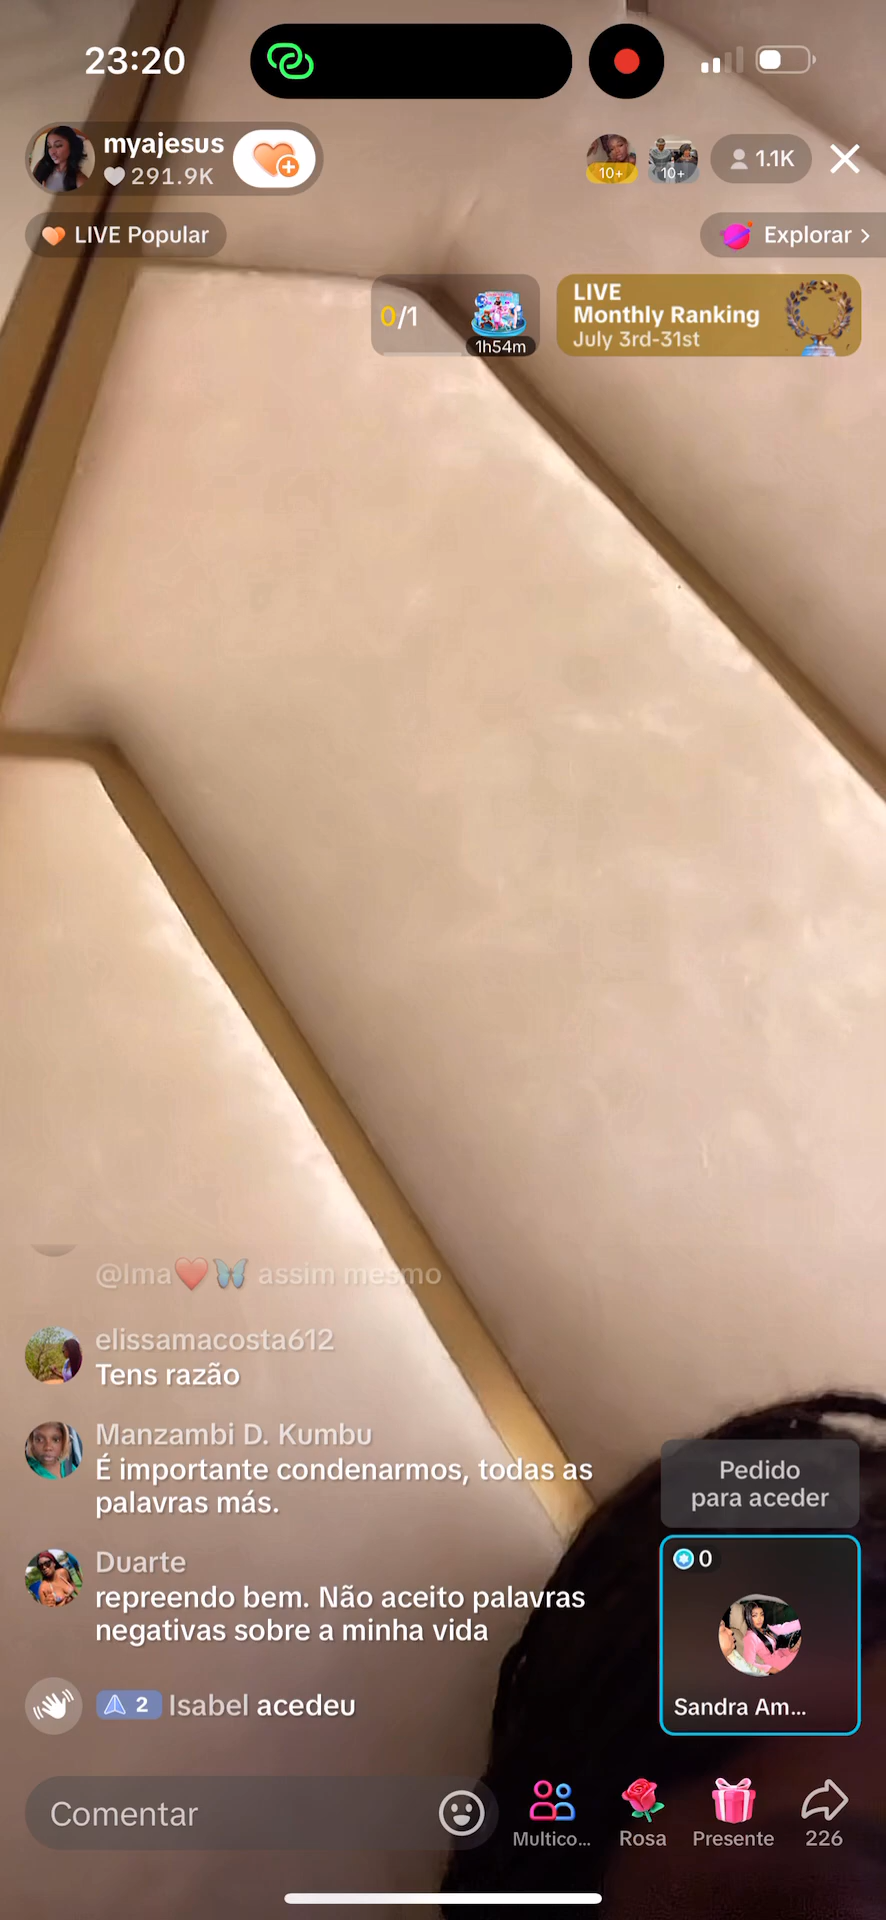 23:20
myajesus
291.9K
10+
10+
1.1K
LIVE Popular
Explorar >
0/1
1h54m
LIVE
Monthly Ranking
July 3rd-31st
@Ima❤️🦋 assim mesmo
elissamacosta612
Tens razão
Manzambi D. Kumbu
É importante condenarmos, todas as
palavras más.
Duarte
repreendo bem. Não aceito palavras
negativas sobre a minha vida
2 Isabel acedeu
Pedido
para aceder
0
Sandra Am...
Comentar
Multico...
Rosa
Presente
226